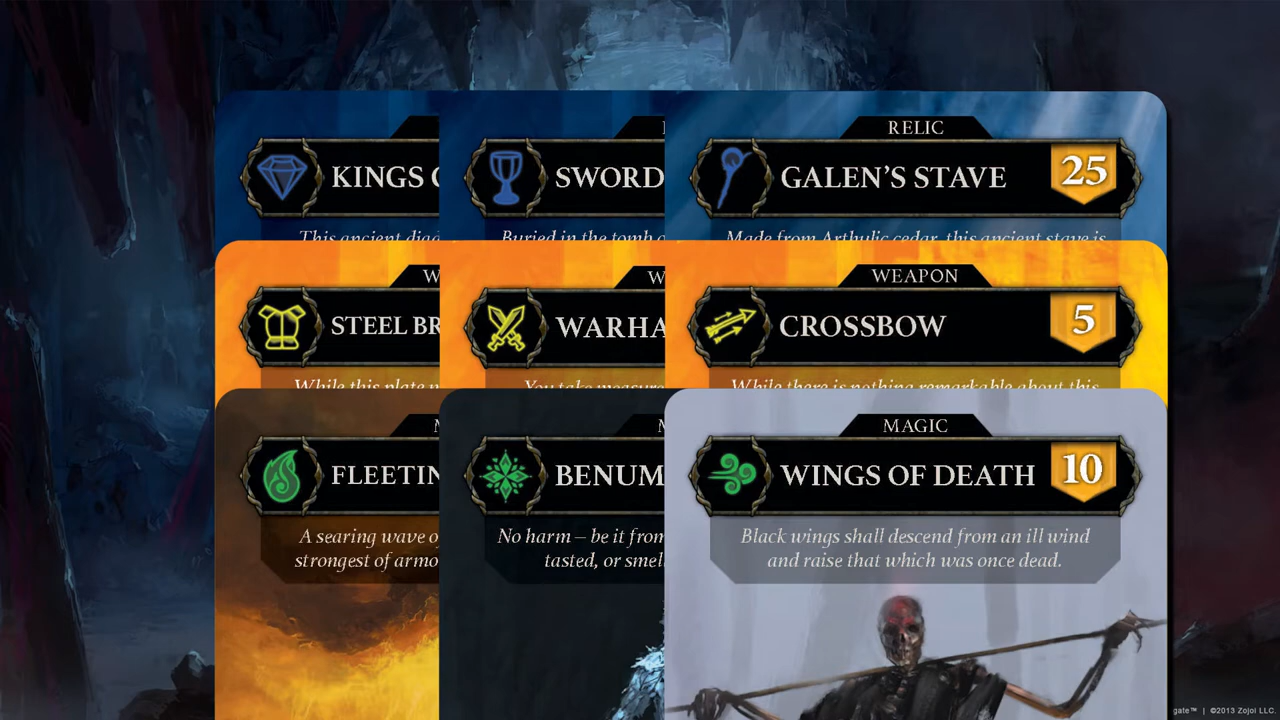 RELIC
KINGS
SWORD
GALEN'S STAVE
25
This ancient
Buried in the tomb
Made from Arthulic cedar, this ancient stave is
WEAPON
STEEL
WARHA
CROSSBOW
5
While this plate
You take measure
While there is nothing remarkable about this
MAGIC
FLEETIN
BENUM
WINGS OF DEATH
10
A searing wave
No harm – be it from
Black wings shall descend from an ill wind
strongest of armo
tasted, or smel
and raise that which was once dead.
gate™ | ©2013 Zojoi LLC.